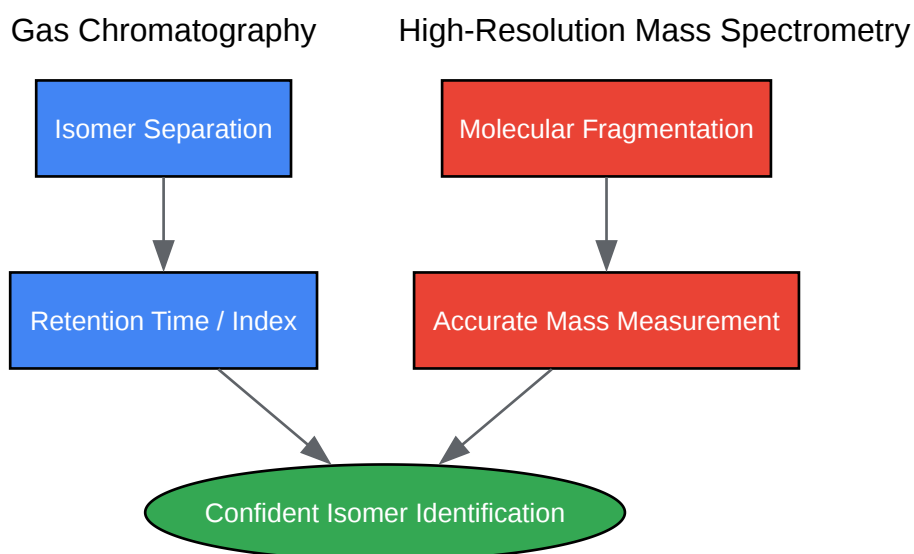 Gas Chromatography
High-Resolution Mass Spectrometry
Isomer Separation
Molecular Fragmentation
Retention Time / Index
Accurate Mass Measurement
Confident Isomer Identification